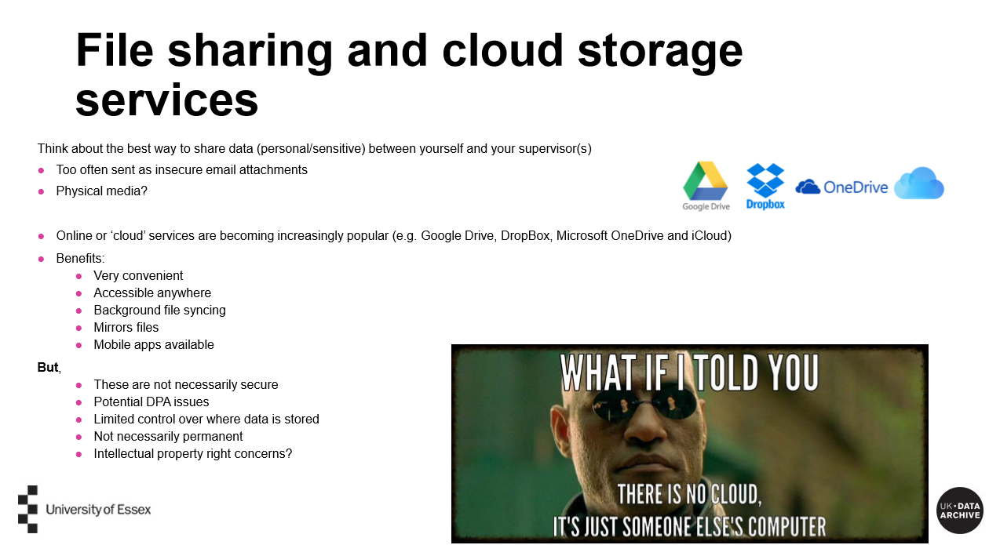 File sharing and cloud storage
services
Think about the best way to share data (personal/sensitive) between yourself and your supervisor(s)
Too often sent as insecure email attachments
Physical media?
Google Drive
Dropbox
OneDrive
Online or ‘cloud’ services are becoming increasingly popular (e.g. Google Drive, DropBox, Microsoft OneDrive and iCloud)
Benefits:
Very convenient
Accessible anywhere
Background file syncing
Mirrors files
Mobile apps available
But,
These are not necessarily secure
Potential DPA issues
Limited control over where data is stored
Not necessarily permanent
Intellectual property right concerns?
WHAT IF I TOLD YOU
THERE IS NO CLOUD,
IT'S JUST SOMEONE ELSE'S COMPUTER
University of Essex
UK·DATA
ARCHIVE